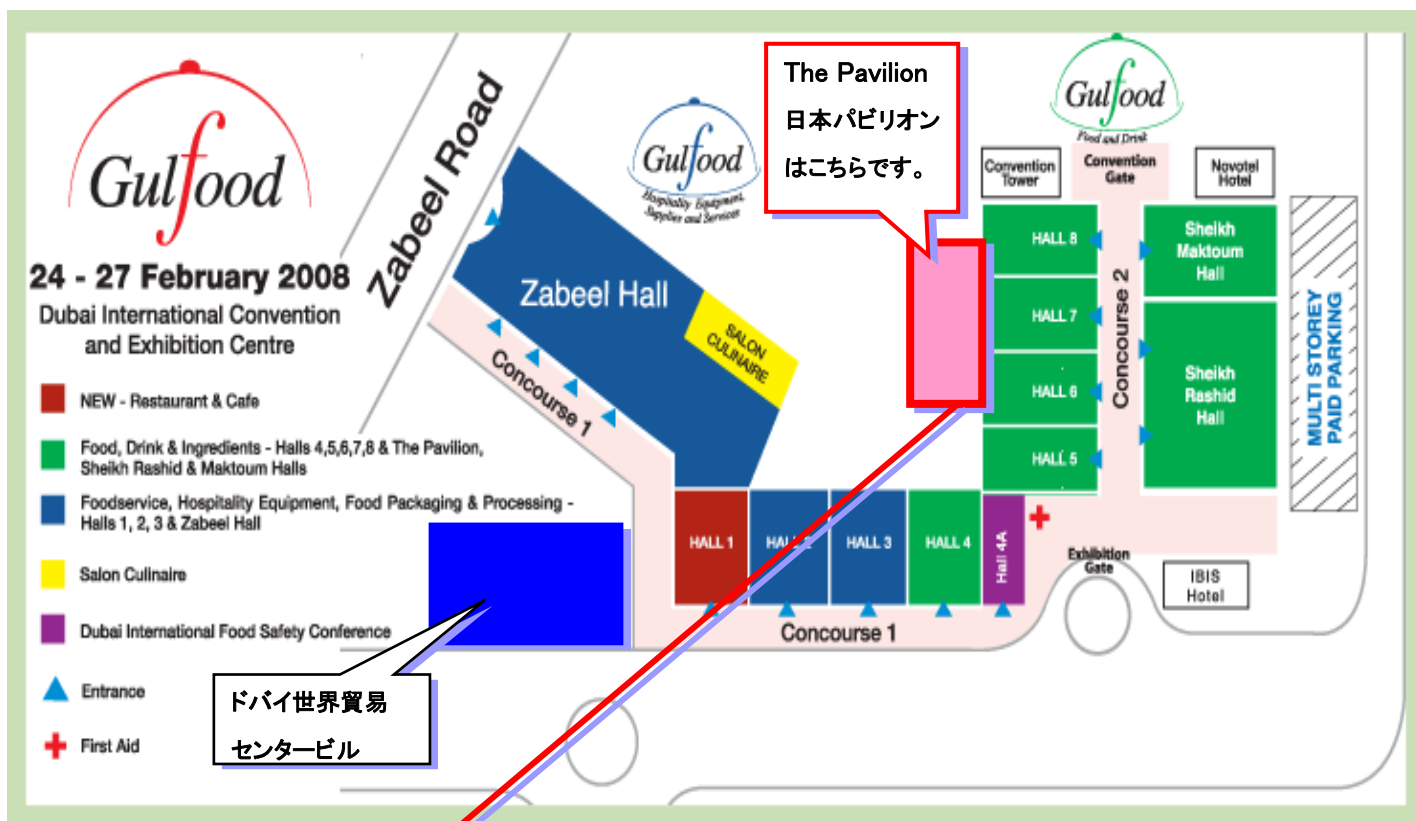 Gulfood
24 - 27 February 2008
Dubai International Convention
and Exhibition Centre
NEW - Restaurant & Cafe
Food, Drink & Ingredients - Halls 4,5,6,7,8 & The Pavilion,
Sheikh Rashid & Maktoum Halls
Foodservice, Hospitality Equipment, Food Packaging & Processing -
Halls 1, 2, 3 & Zabeel Hall
Salon Culinaire
Dubai International Food Safety Conference
Entrance
First Aid
Zabeel Road
Gulfood
Hospitality Equipment,
Supplier and Services
The Pavilion
日本パビリオン
はこちらです。
Gulfood
Food and Drink
Convention
Tower
Convention
Gate
Novotel
Hotel
Zabeel Hall
SALON
CULINAIRE
Concourse 1
HALL 8
HALL 7
HALL 6
HALL 5
Concourse 2
Sheikh
Maktoum
Hall
Sheikh
Rashid
Hall
MULTI STOREY
PAID PARKING
HALL 1
HALL 2
HALL 3
HALL 4
Hall 4A
Exhibition
Gate
IBIS
Hotel
Concourse 1
ドバイ世界貿易
センタービル